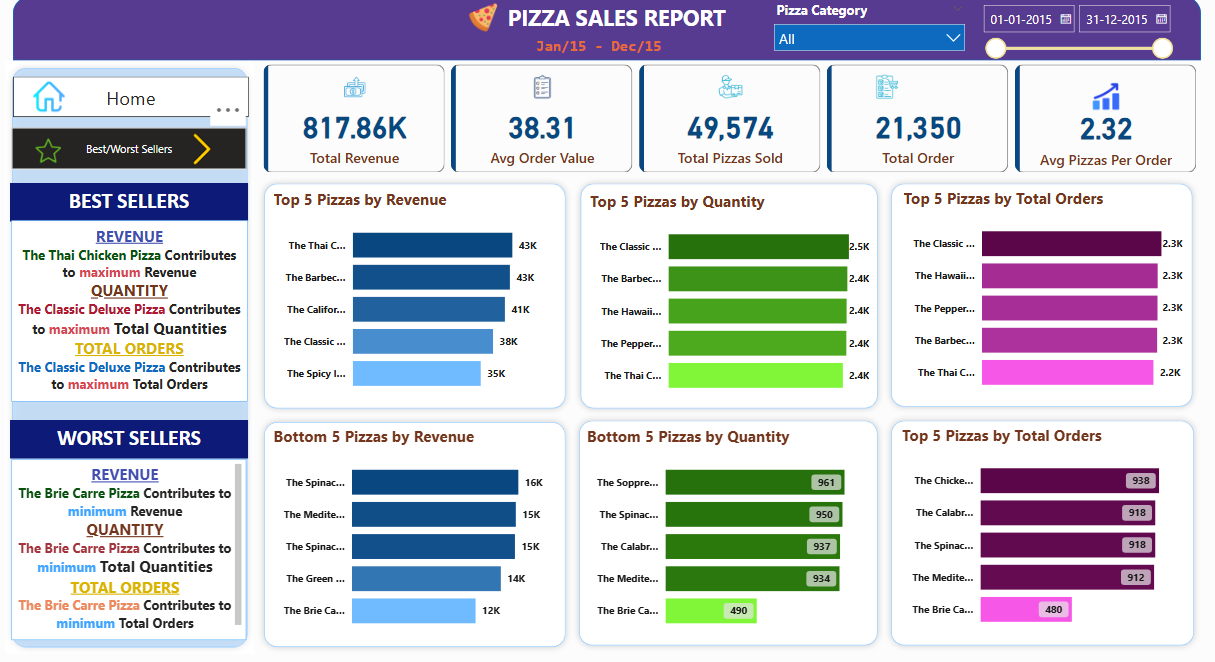 PIZZA SALES REPORT
Jan/15 - Dec/15
Pizza Category
All
01-01-2015
31-12-2015
Home
...
Best/Worst Sellers
817.86K
Total Revenue
38.31
Avg Order Value
49,574
Total Pizzas Sold
21,350
Total Order
2.32
Avg Pizzas Per Order
BEST SELLERS
REVENUE
The Thai Chicken Pizza Contributes
to maximum Revenue
QUANTITY
The Classic Deluxe Pizza Contributes
to maximum Total Quantities
TOTAL ORDERS
The Classic Deluxe Pizza Contributes
to maximum Total Orders
WORST SELLERS
REVENUE
The Brie Carre Pizza Contributes to
minimum Revenue
QUANTITY
The Brie Carre Pizza Contributes to
minimum Total Quantities
TOTAL ORDERS
The Brie Carre Pizza Contributes to
minimum Total Orders
Top 5 Pizzas by Revenue
The Thai C... 43K
The Barbec... 43K
The Califor... 41K
The Classic ... 38K
The Spicy I... 35K
Top 5 Pizzas by Quantity
The Classic ... 2.5K
The Barbec... 2.4K
The Hawaii... 2.4K
The Pepper... 2.4K
The Thai C... 2.4K
Top 5 Pizzas by Total Orders
The Classic ... 2.3K
The Hawaii... 2.3K
The Pepper... 2.3K
The Barbec... 2.3K
The Thai C... 2.2K
Bottom 5 Pizzas by Revenue
The Spinac... 16K
The Medite... 15K
The Spinac... 15K
The Green ... 14K
The Brie Ca... 12K
Bottom 5 Pizzas by Quantity
The Soppre... 961
The Spinac... 950
The Calabr... 937
The Medite... 934
The Brie Ca... 490
Top 5 Pizzas by Total Orders
The Chicke... 938
The Calabr... 918
The Spinac... 918
The Medite... 912
The Brie Ca... 480